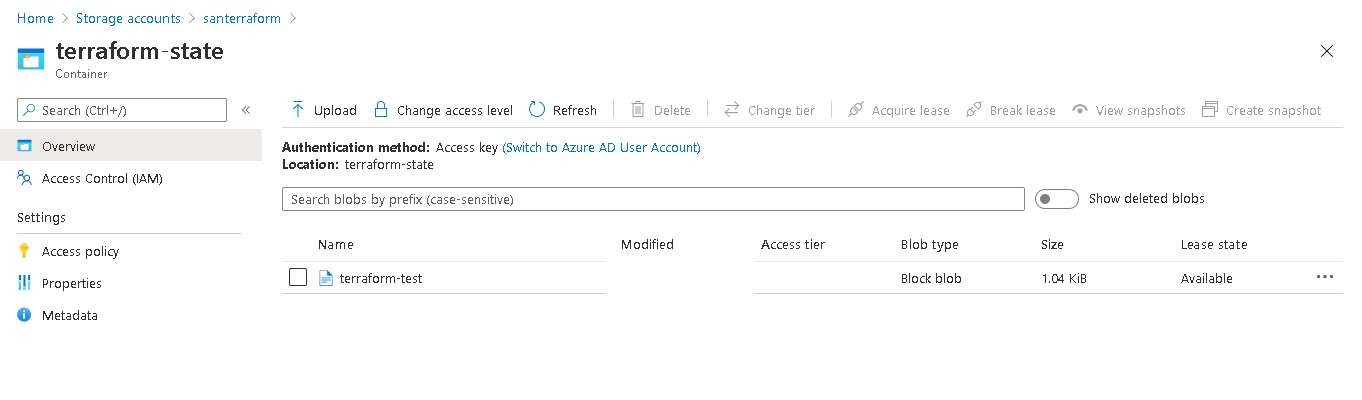 Home > Storage accounts > santerraform >
terraform-state
Container
Search (Ctrl+/)
«
Overview
Access Control (IAM)
Settings
Access policy
Properties
Metadata
Upload Change access level Refresh Delete Change tier Acquire lease Break lease View snapshots Create snapshot
Authentication method: Access key (Switch to Azure AD User Account)
Location: terraform-state
Search blobs by prefix (case-sensitive) Show deleted blobs
Name Modified Access tier Blob type Size Lease state
terraform-test Block blob 1.04 KiB Available ...